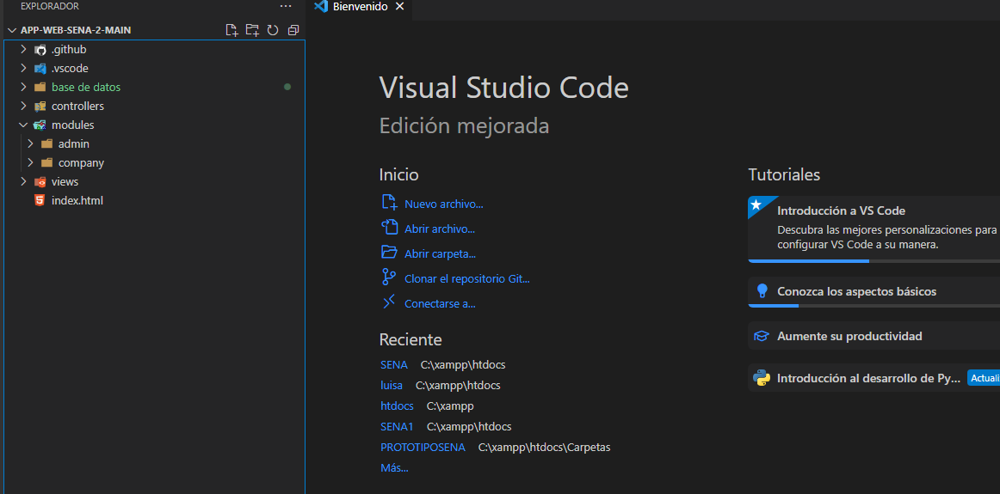 EXPLORADOR
APP-WEB-SENA-2-MAIN
.github
.vscode
base de datos
controllers
modules
admin
company
views
index.html
Bienvenido
Visual Studio Code
Edición mejorada
Inicio
Nuevo archivo...
Abrir archivo...
Abrir carpeta...
Clonar el repositorio Git...
Conectarse a...
Reciente
SENA C:\xampp\htdocs
luisa C:\xampp\htdocs
htdocs C:\xampp
SENA1 C:\xampp\htdocs
PROTOTIPOSENA C:\xampp\htdocs\Carpetas
Más...
Tutoriales
Introducción a VS Code
Descubra las mejores personalizaciones para
configurar VS Code a su manera.
Conozca los aspectos básicos
Aumente su productividad
Introducción al desarrollo de Py... Actuali